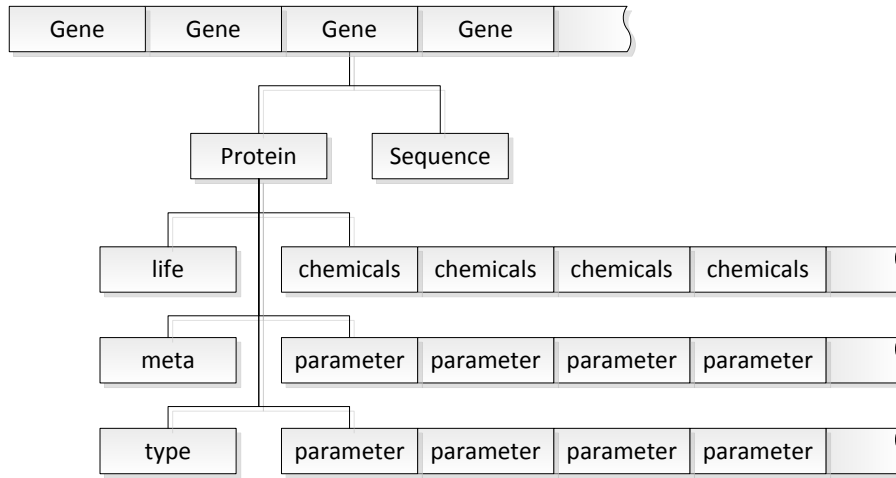 Gene Gene Gene Gene
Protein Sequence
life chemicals chemicals chemicals chemicals
meta parameter parameter parameter parameter
type parameter parameter parameter parameter